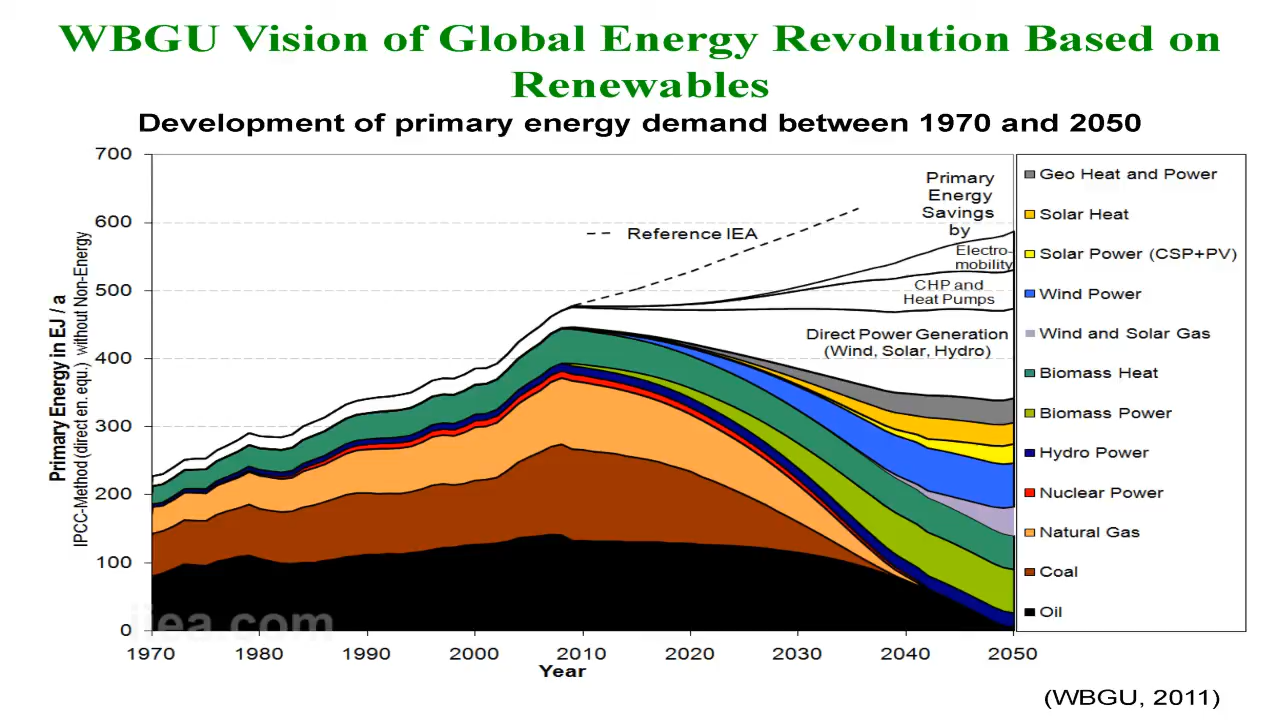 WBGU Vision of Global Energy Revolution Based on
Renewables
Development of primary energy demand between 1970 and 2050
Primary Energy in EJ / a
IPCC-Method (direct en. equ.) without Non-Energy
700
600
500
400
300
200
100
0
Reference IEA
Primary
Energy
Savings
by
Electro-
mobility
CHP and
Heat Pumps
Direct Power Generation
(Wind, Solar, Hydro)
Geo Heat and Power
Solar Heat
Solar Power (CSP+PV)
Wind Power
Wind and Solar Gas
Biomass Heat
Biomass Power
Hydro Power
Nuclear Power
Natural Gas
Coal
Oil
iiea.com
1970 1980 1990 2000 2010 2020 2030 2040 2050
Year
(WBGU, 2011)